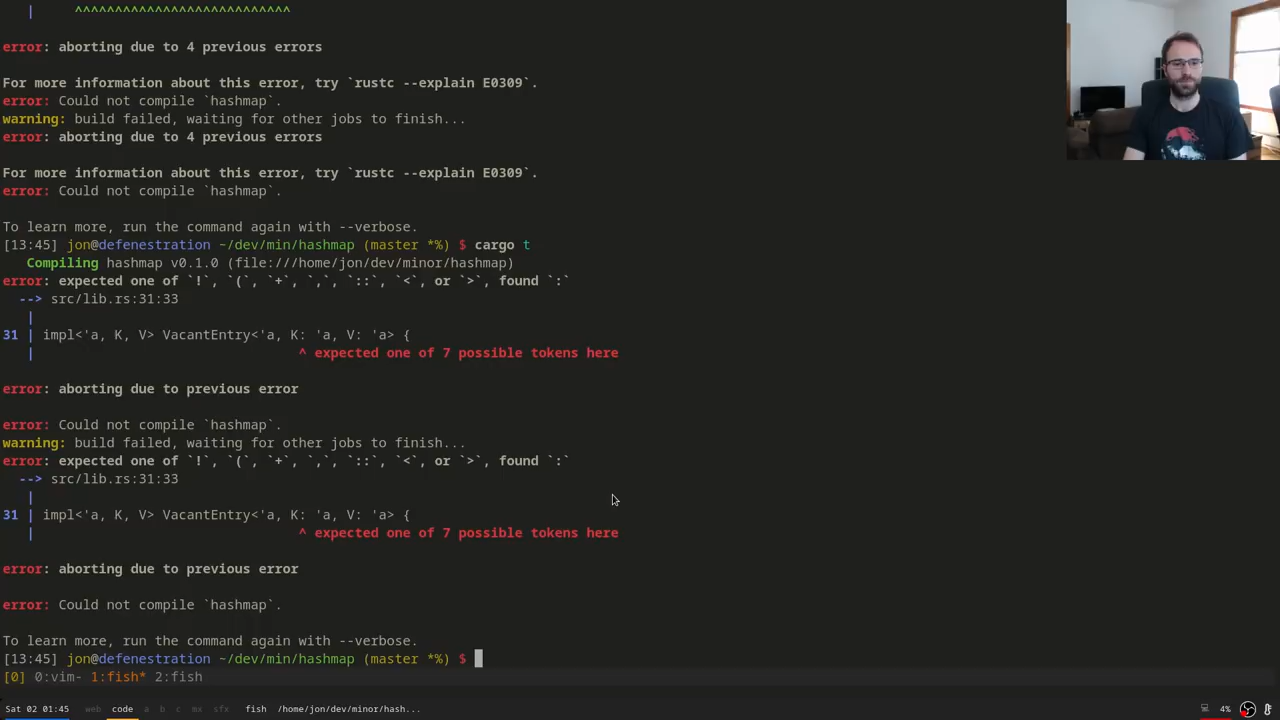 |     ^^^^^^^^^^^^^^^^^^^^^^^^^^^
error: aborting due to 4 previous errors
For more information about this error, try `rustc --explain E0309`.
error: Could not compile `hashmap`.
warning: build failed, waiting for other jobs to finish...
error: aborting due to 4 previous errors
For more information about this error, try `rustc --explain E0309`.
error: Could not compile `hashmap`.
To learn more, run the command again with --verbose.
[13:45] jon@defenestration ~/dev/min/hashmap (master *%) $ cargo t
Compiling hashmap v0.1.0 (file:///home/jon/dev/minor/hashmap)
error: expected one of `!`, `(`, `+`, `,`, `::`, `<`, or `>`, found `:`
--> src/lib.rs:31:33
|
31 | impl<'a, K, V> VacantEntry<'a, K: 'a, V: 'a> {
| ^ expected one of 7 possible tokens here
error: aborting due to previous error
error: Could not compile `hashmap`.
warning: build failed, waiting for other jobs to finish...
error: expected one of `!`, `(`, `+`, `,`, `::`, `<`, or `>`, found `:`
--> src/lib.rs:31:33
|
31 | impl<'a, K, V> VacantEntry<'a, K: 'a, V: 'a> {
| ^ expected one of 7 possible tokens here
error: aborting due to previous error
error: Could not compile `hashmap`.
To learn more, run the command again with --verbose.
[13:45] jon@defenestration ~/dev/min/hashmap (master *%) $
[0] 0:vim- 1:fish* 2:fish
Sat 02 01:45 web code a b c ms sfx fish /home/jon/dev/minor/hash... 4%